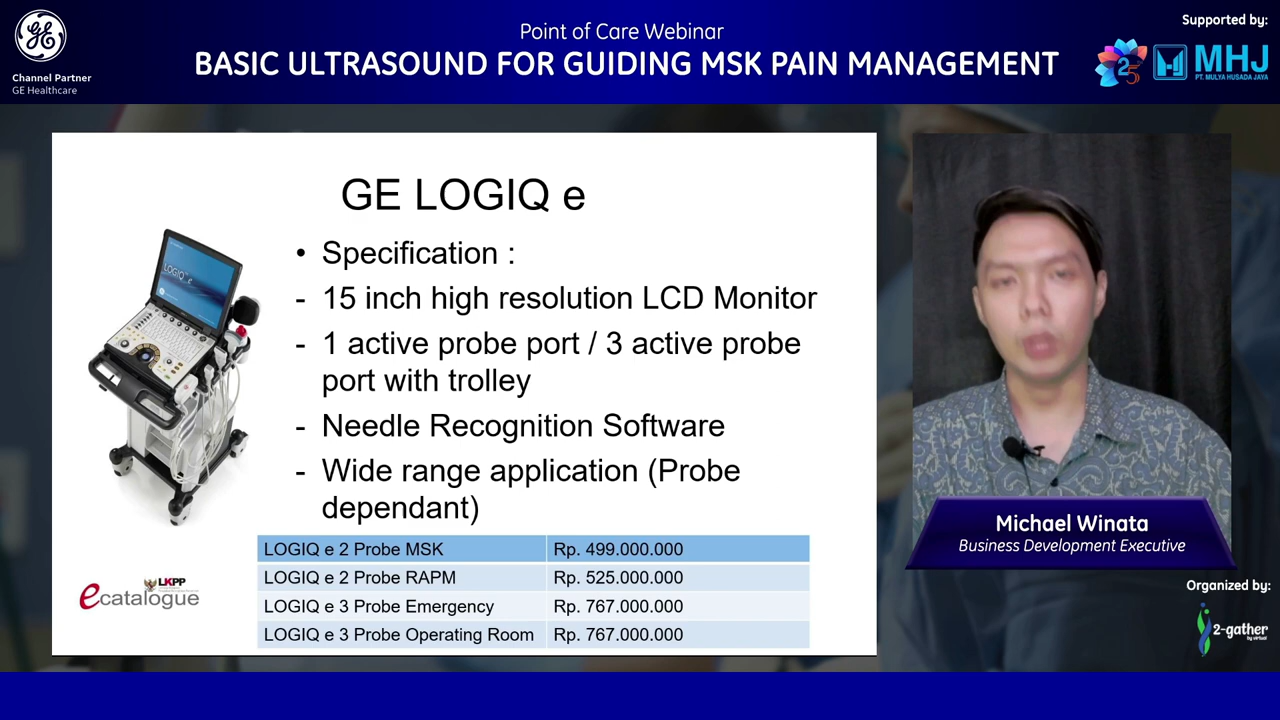 Point of Care Webinar
BASIC ULTRASOUND FOR GUIDING MSK PAIN MANAGEMENT
Channel Partner
GE Healthcare
Supported by:
25
MHJ
PT. MULYA HUSADA JAYA
GE LOGIQ e
• Specification :
- 15 inch high resolution LCD Monitor
- 1 active probe port / 3 active probe
port with trolley
- Needle Recognition Software
- Wide range application (Probe
dependant)
LOGIQ e
LOGIQ e 2 Probe MSK Rp. 499.000.000
LOGIQ e 2 Probe RAPM Rp. 525.000.000
LOGIQ e 3 Probe Emergency Rp. 767.000.000
LOGIQ e 3 Probe Operating Room Rp. 767.000.000
LKPP
ecatalogue
Michael Winata
Business Development Executive
Organized by:
2-gather
by virtual